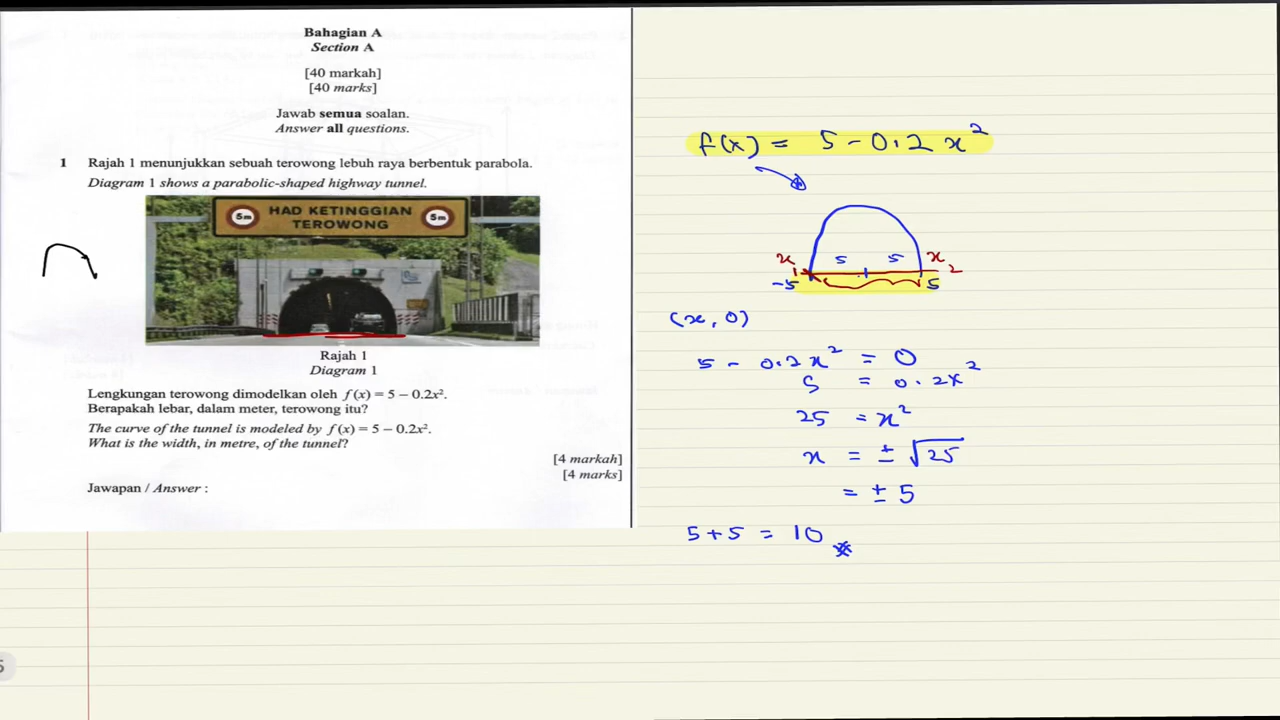 Bahagian A
Section A
[40 markah]
[40 marks]
Jawab semua soalan.
Answer all questions.
1 Rajah 1 menunjukkan sebuah terowong lebuh raya berbentuk parabola.
Diagram 1 shows a parabolic-shaped highway tunnel.
5m HAD KETINGGIAN TEROWONG 5m
Rajah 1
Diagram 1
Lengkungan terowong dimodelkan oleh f(x) = 5 – 0.2x².
Berapakah lebar, dalam meter, terowong itu?
The curve of the tunnel is modeled by f(x) = 5 – 0.2x².
What is the width, in metre, of the tunnel?
[4 markah]
[4 marks]
Jawapan / Answer :
f(x) = 5 - 0.2 x²
5 5
x₁ x₂
-5 5
(x, 0)
5 - 0.2x² = 0
5 = 0.2x²
25 = x²
x = ± √25
= ± 5
5 + 5 = 10
5